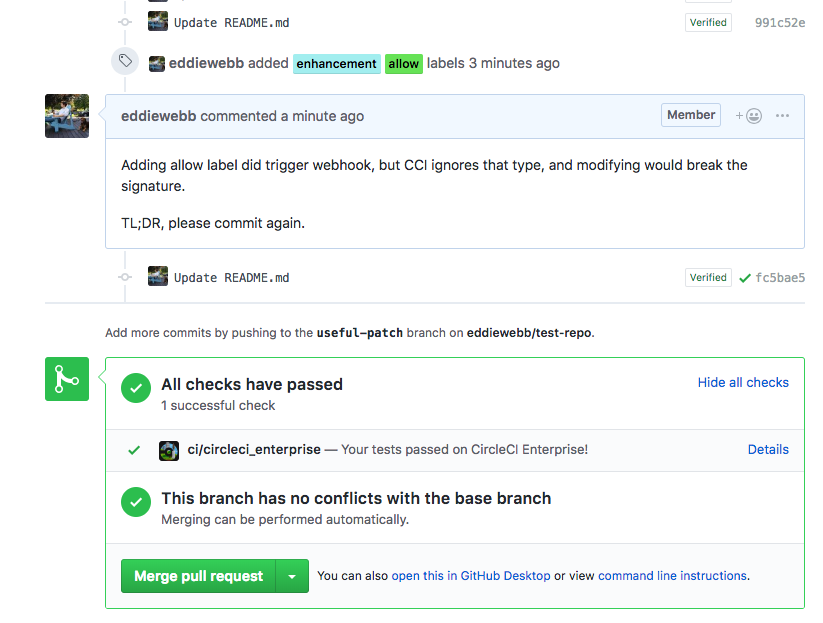 Update README.md Verified 991c52e
eddiewebb added enhancement allow labels 3 minutes ago
eddiewebb commented a minute ago Member
Adding allow label did trigger webhook, but CCI ignores that type, and modifying would break the
signature.
TL;DR, please commit again.
Update README.md Verified fc5bae5
Add more commits by pushing to the useful-patch branch on eddiewebb/test-repo.
All checks have passed Hide all checks
1 successful check
ci/circleci_enterprise — Your tests passed on CircleCI Enterprise! Details
This branch has no conflicts with the base branch
Merging can be performed automatically.
Merge pull request You can also open this in GitHub Desktop or view command line instructions.